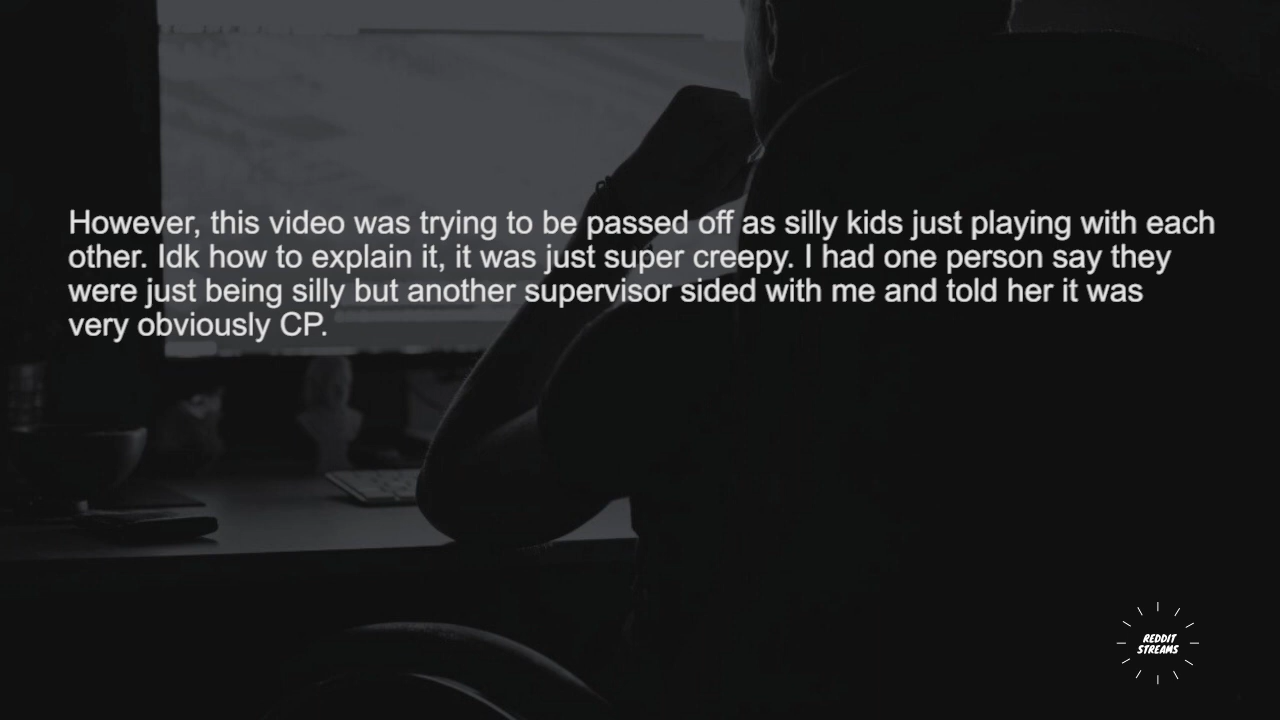 However, this video was trying to be passed off as silly kids just playing with each
other. Idk how to explain it, it was just super creepy. I had one person say they
were just being silly but another supervisor sided with me and told her it was
very obviously CP.
REDDIT
STREAMS